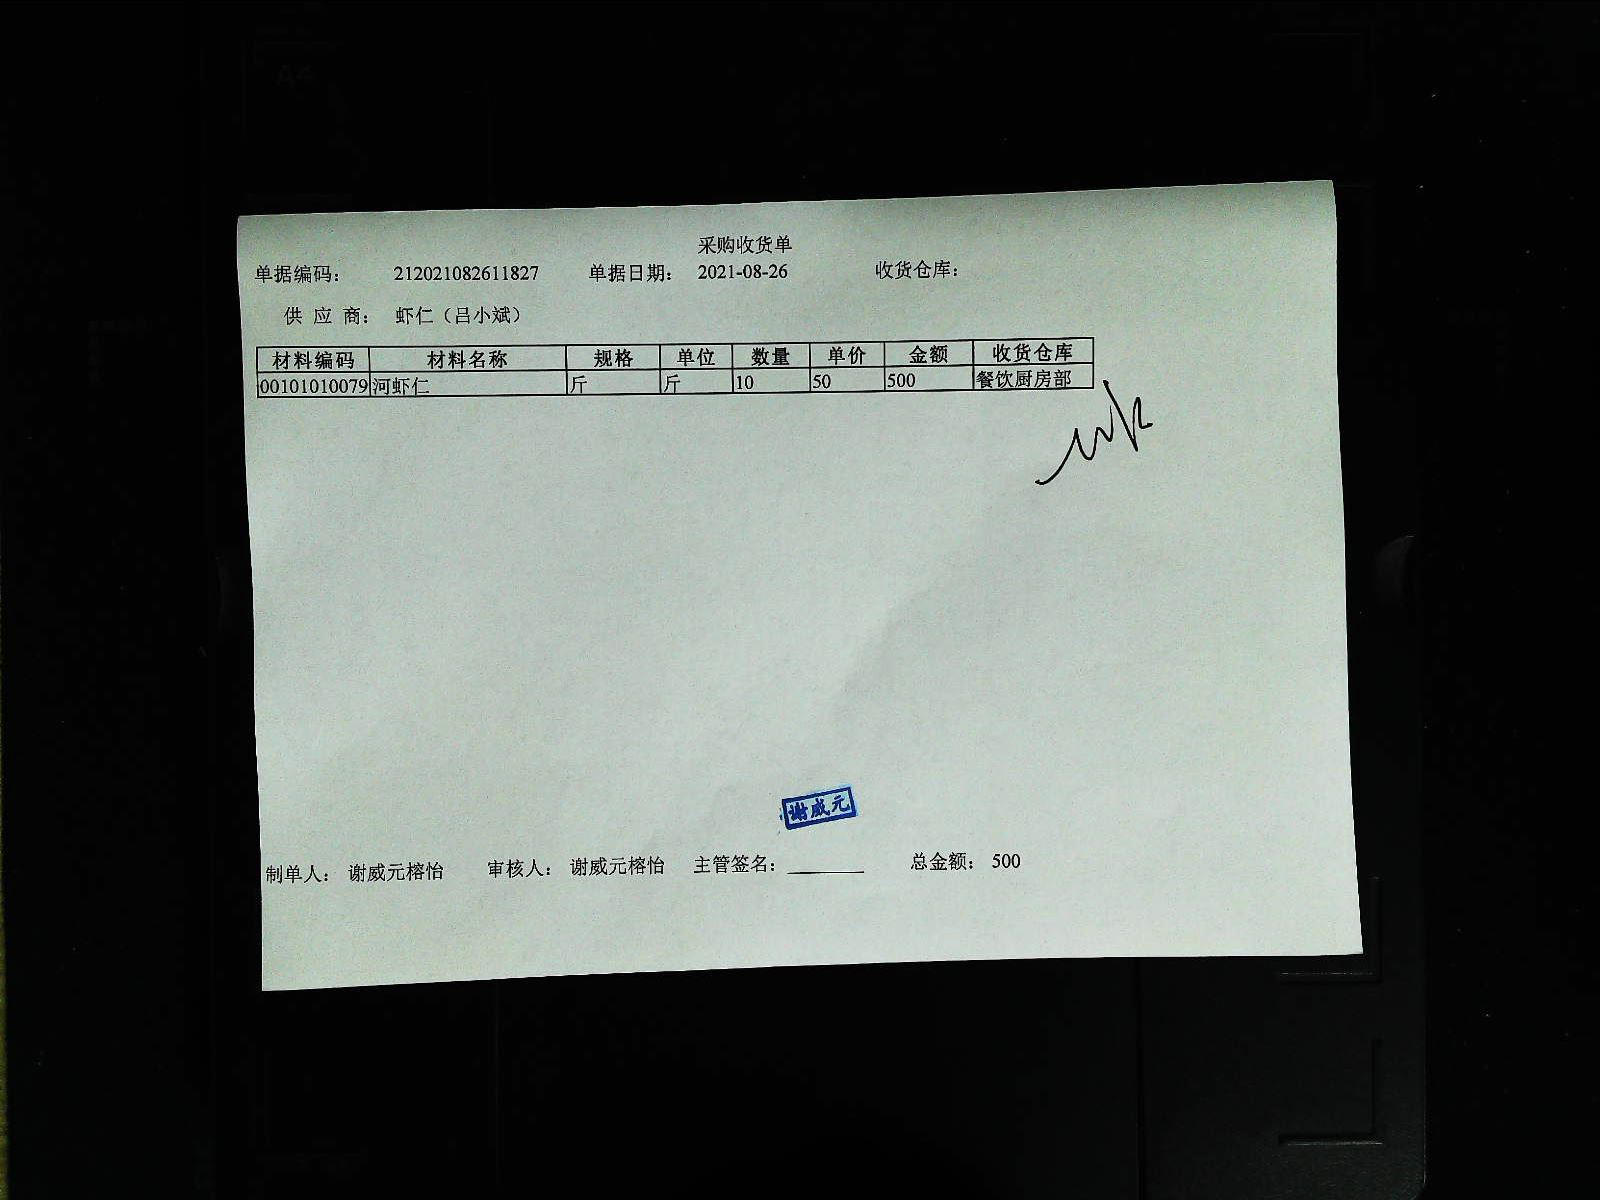 采购收货单
单据编码： 212021082611827 单据日期： 2021-08-26 收货仓库：
供 应 商： 虾仁（吕小斌）
材料编码 材料名称 规格 单位 数量 单价 金额 收货仓库
00101010079 河虾仁 斤 斤 10 50 500 餐饮厨房部
谢威元
制单人： 谢威元榕怡 审核人： 谢威元榕怡 主管签名： 总金额： 500